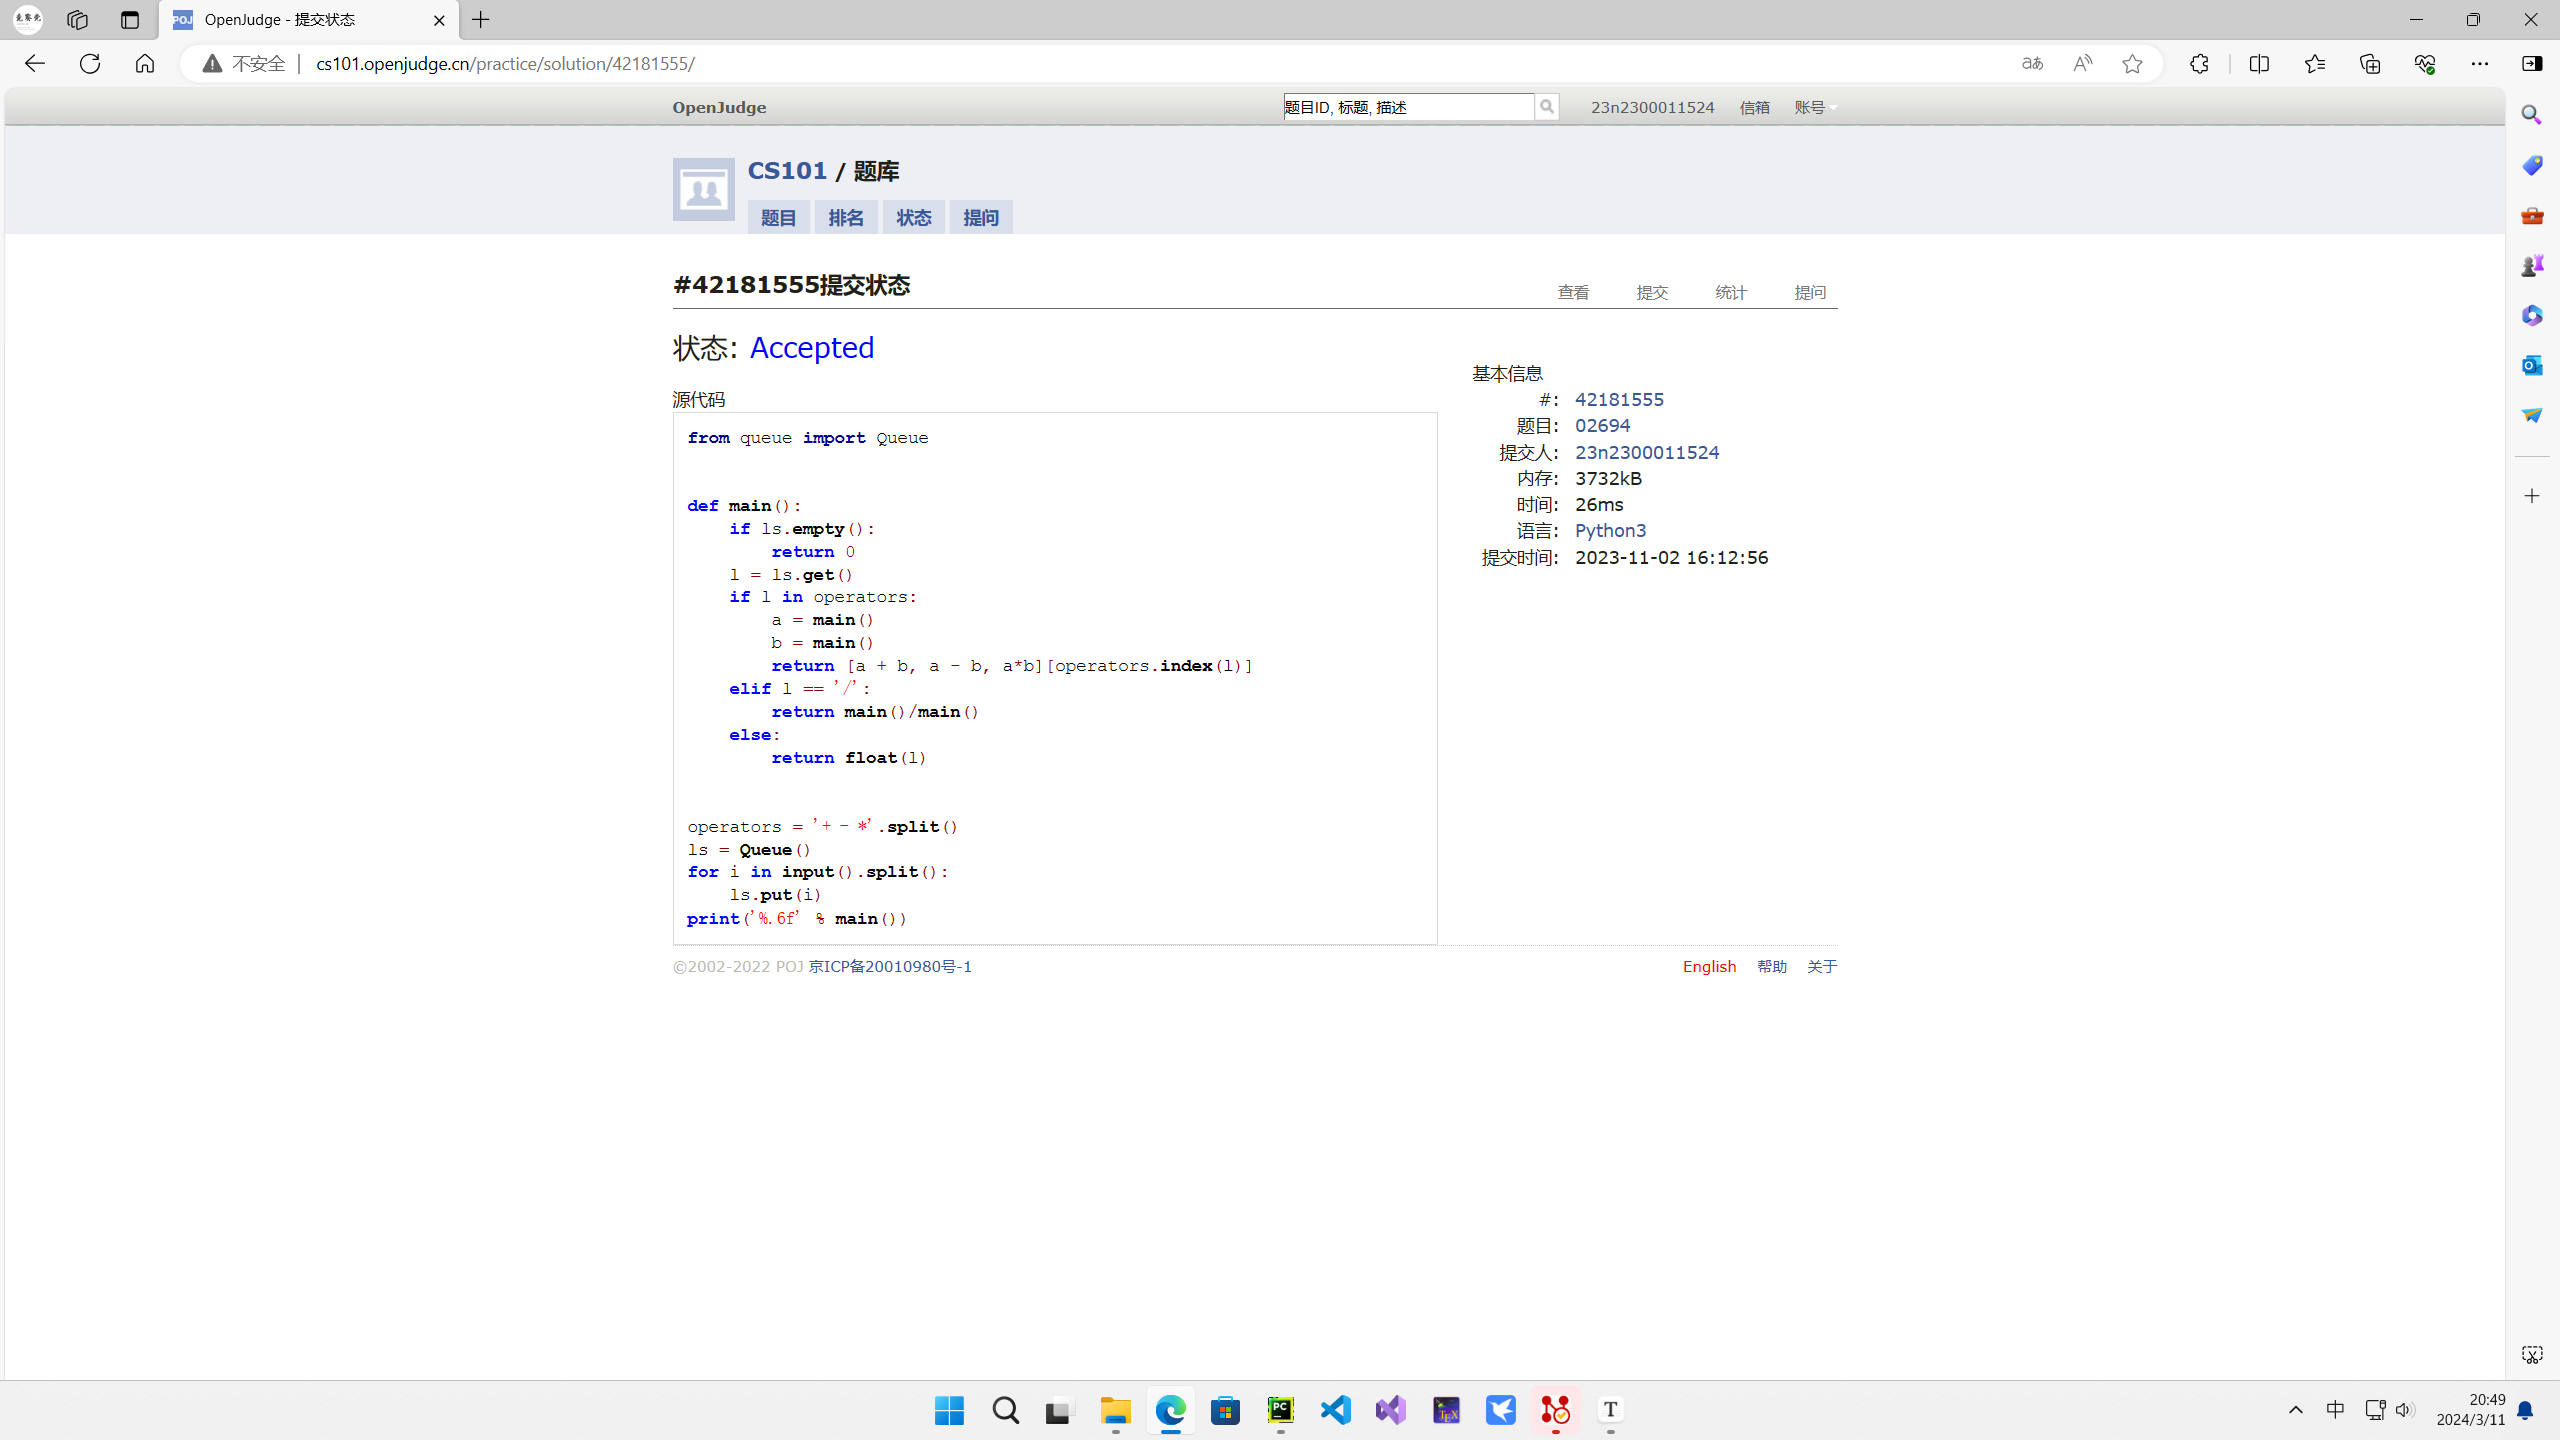 OpenJudge - 提交状态
不安全
cs101.openjudge.cn/practice/solution/42181555/
OpenJudge
题目ID, 标题, 描述
23n2300011524 信箱 账号
CS101 / 题库
题目 排名 状态 提问
#42181555提交状态
查看 提交 统计 提问
状态: Accepted
源代码
from queue import Queue
def main():
    if ls.empty():
        return 0
    l = ls.get()
    if l in operators:
        a = main()
        b = main()
        return [a + b, a - b, a*b][operators.index(l)]
    elif l == '/':
        return main()/main()
    else:
        return float(l)
operators = '+ - *'.split()
ls = Queue()
for i in input().split():
    ls.put(i)
print('%.6f' % main())
基本信息
#: 42181555
题目: 02694
提交人: 23n2300011524
内存: 3732kB
时间: 26ms
语言: Python3
提交时间: 2023-11-02 16:12:56
©2002-2022 POJ 京ICP备20010980号-1
English 帮助 关于
中
20:49
2024/3/11